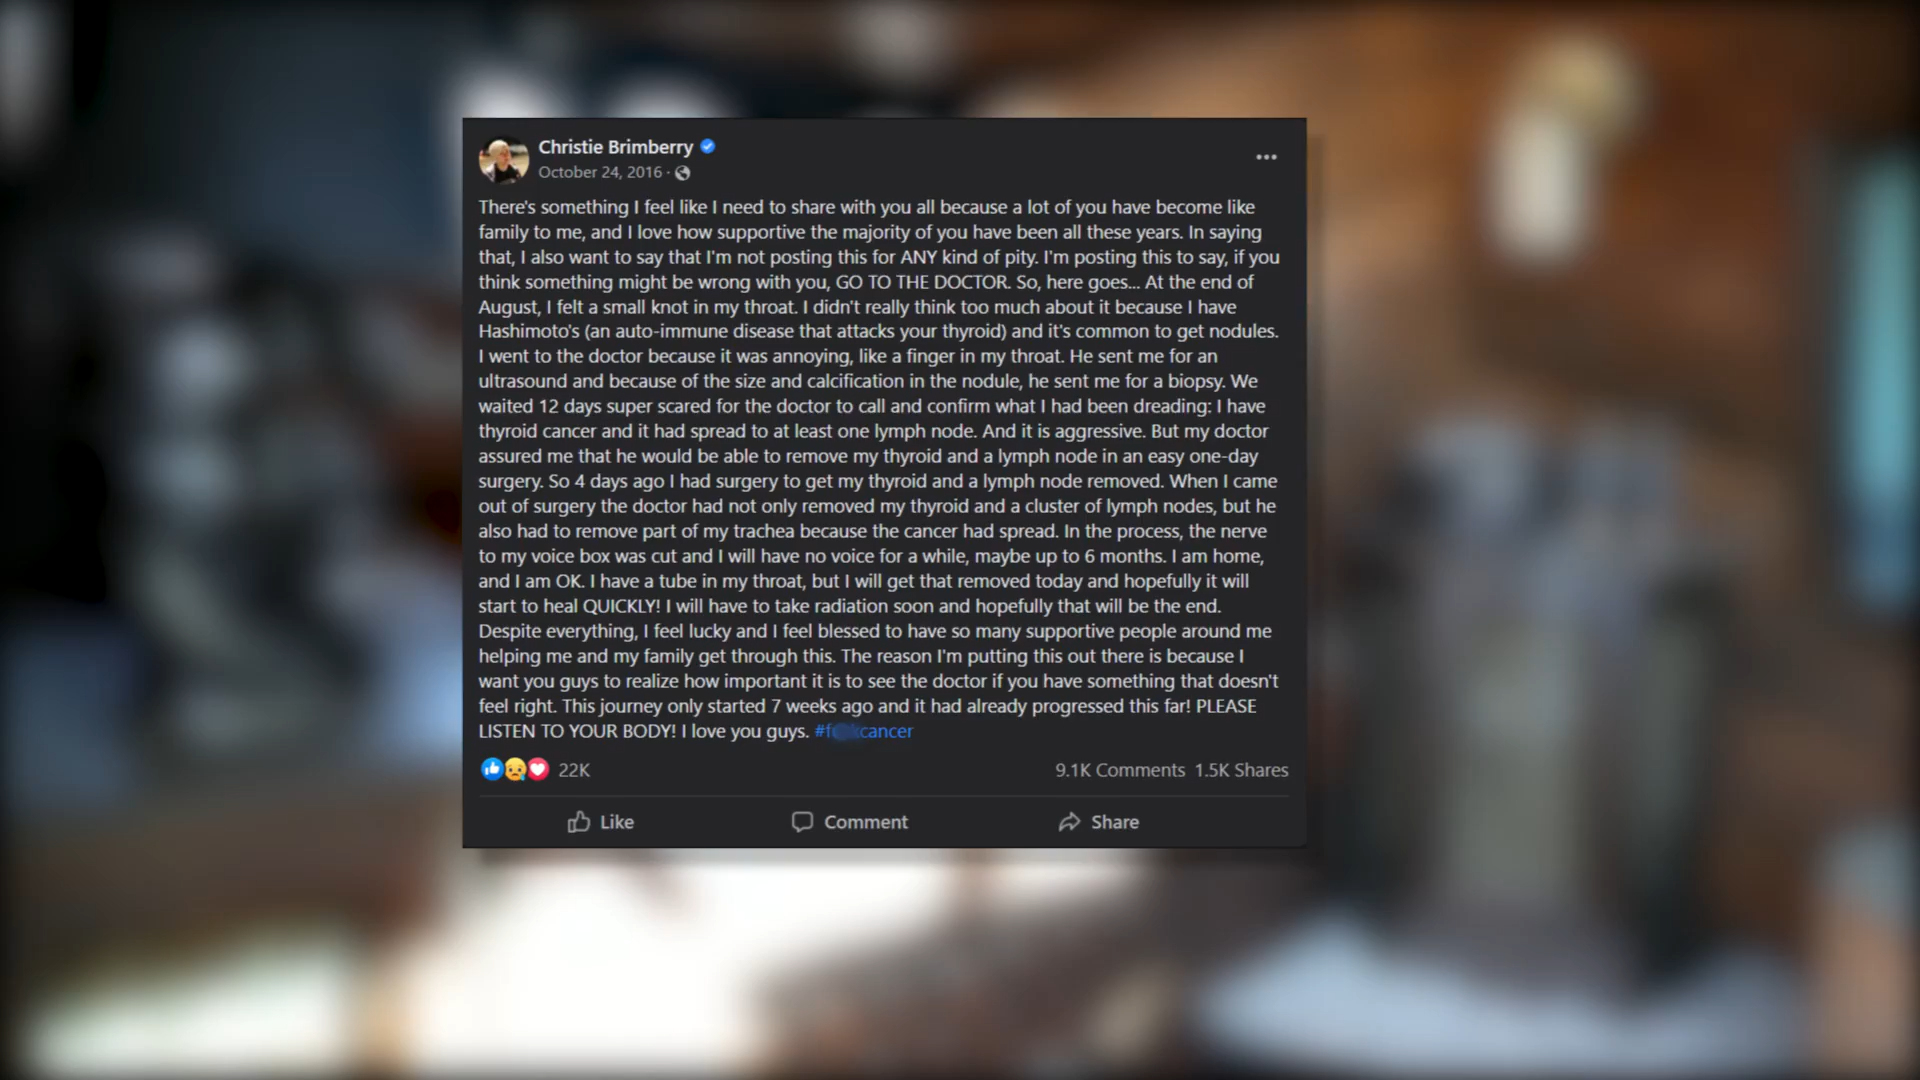 Christie Brimberry
October 24, 2016 ·
There's something I feel like I need to share with you all because a lot of you have become like
family to me, and I love how supportive the majority of you have been all these years. In saying
that, I also want to say that I'm not posting this for ANY kind of pity. I'm posting this to say, if you
think something might be wrong with you, GO TO THE DOCTOR. So, here goes... At the end of
August, I felt a small knot in my throat. I didn't really think too much about it because I have
Hashimoto's (an auto-immune disease that attacks your thyroid) and it's common to get nodules.
I went to the doctor because it was annoying, like a finger in my throat. He sent me for an
ultrasound and because of the size and calcification in the nodule, he sent me for a biopsy. We
waited 12 days super scared for the doctor to call and confirm what I had been dreading: I have
thyroid cancer and it had spread to at least one lymph node. And it is aggressive. But my doctor
assured me that he would be able to remove my thyroid and a lymph node in an easy one-day
surgery. So 4 days ago I had surgery to get my thyroid and a lymph node removed. When I came
out of surgery the doctor had not only removed my thyroid and a cluster of lymph nodes, but he
also had to remove part of my trachea because the cancer had spread. In the process, the nerve
to my voice box was cut and I will have no voice for a while, maybe up to 6 months. I am home,
and I am OK. I have a tube in my throat, but I will get that removed today and hopefully it will
start to heal QUICKLY! I will have to take radiation soon and hopefully that will be the end.
Despite everything, I feel lucky and I feel blessed to have so many supportive people around me
helping me and my family get through this. The reason I'm putting this out there is because I
want you guys to realize how important it is to see the doctor if you have something that doesn't
feel right. This journey only started 7 weeks ago and it had already progressed this far! PLEASE
LISTEN TO YOUR BODY! I love you guys.
22K 9.1K Comments 1.5K Shares
Like Comment Share